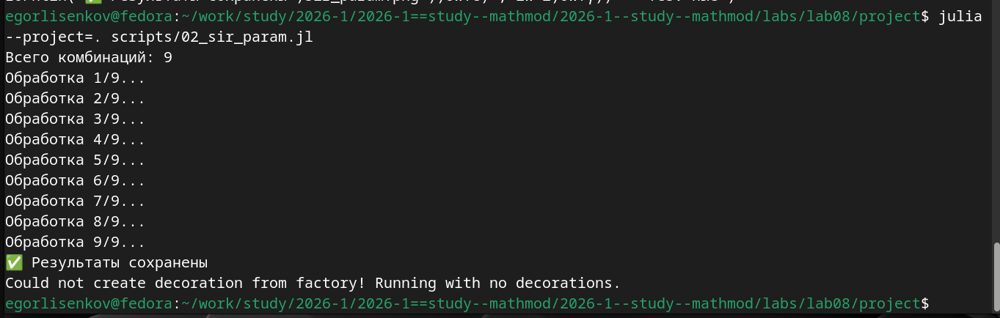 egorlisenkov@fedora:~/work/study/2026-1/2026-1==study--mathmod/2026-1--study--mathmod/labs/lab08/project$ julia
--project=. scripts/02_sir_param.jl
Всего комбинаций: 9
Обработка 1/9...
Обработка 2/9...
Обработка 3/9...
Обработка 4/9...
Обработка 5/9...
Обработка 6/9...
Обработка 7/9...
Обработка 8/9...
Обработка 9/9...
✅ Результаты сохранены
Could not create decoration from factory! Running with no decorations.
egorlisenkov@fedora:~/work/study/2026-1/2026-1==study--mathmod/2026-1--study--mathmod/labs/lab08/project$